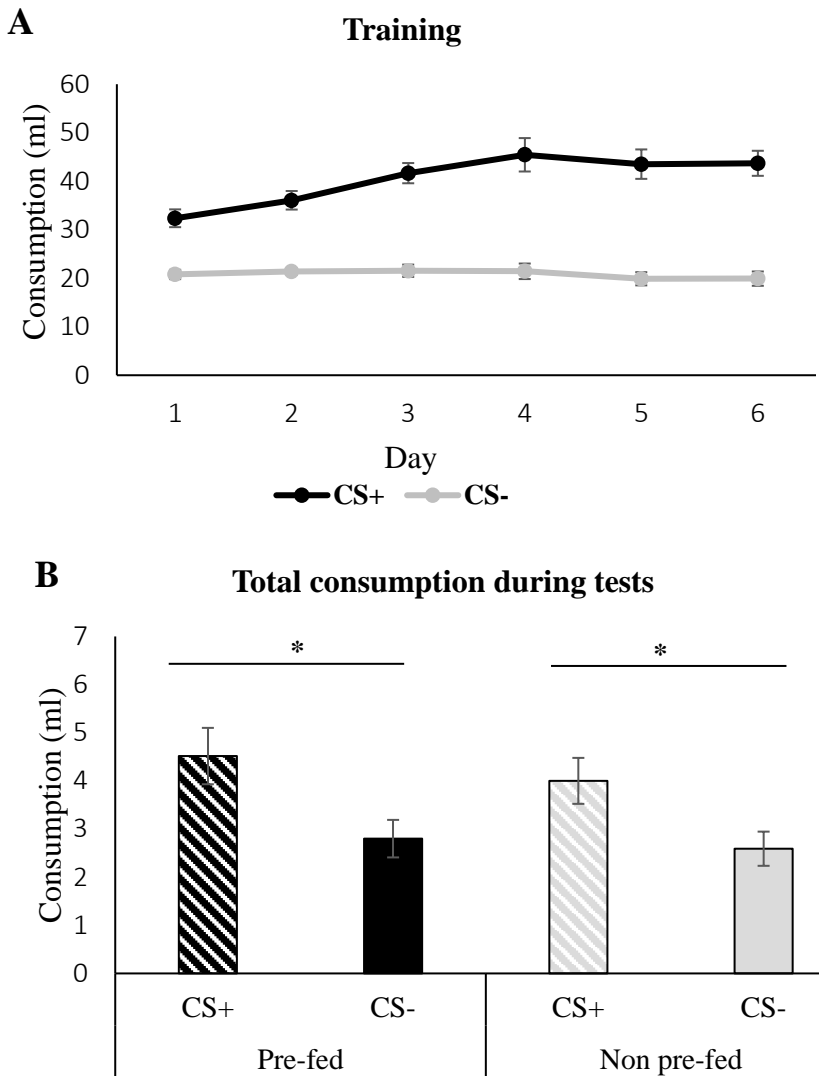 A
Training
Consumption (ml)
60
50
40
30
20
10
0
1 2 3 4 5 6
Day
CS+ CS-
B
Total consumption during tests
Consumption (ml)
7
6
5
4
3
2
1
0
* *
CS+ CS- CS+ CS-
Pre-fed Non pre-fed